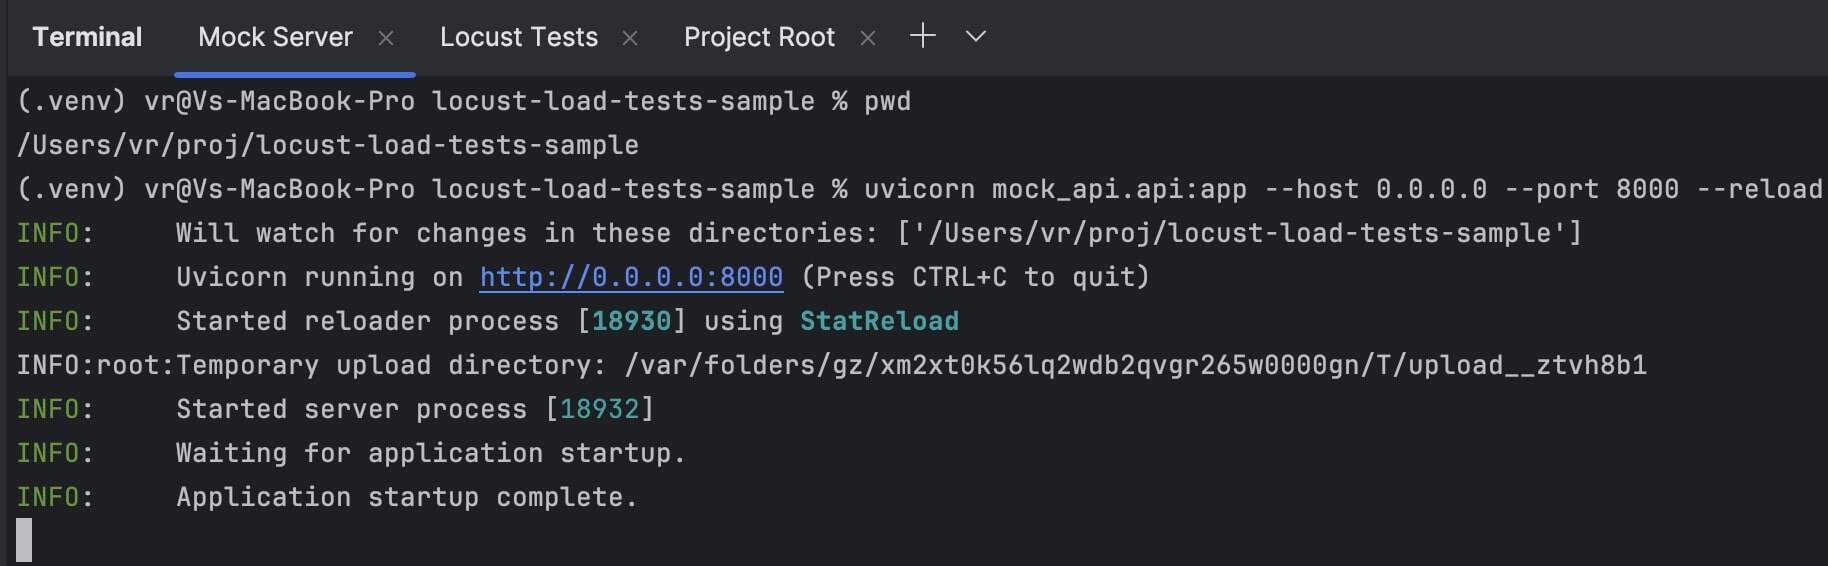 Terminal Mock Server × Locust Tests × Project Root ×
(.venv) vr@Vs-MacBook-Pro locust-load-tests-sample % pwd
/Users/vr/proj/locust-load-tests-sample
(.venv) vr@Vs-MacBook-Pro locust-load-tests-sample % uvicorn mock_api.api:app --host 0.0.0.0 --port 8000 --reload
INFO:     Will watch for changes in these directories: ['/Users/vr/proj/locust-load-tests-sample']
INFO:     Uvicorn running on http://0.0.0.0:8000 (Press CTRL+C to quit)
INFO:     Started reloader process [18930] using StatReload
INFO:root:Temporary upload directory: /var/folders/gz/xm2xt0k56lq2wdb2qvgr265w0000gn/T/upload__ztvh8b1
INFO:     Started server process [18932]
INFO:     Waiting for application startup.
INFO:     Application startup complete.